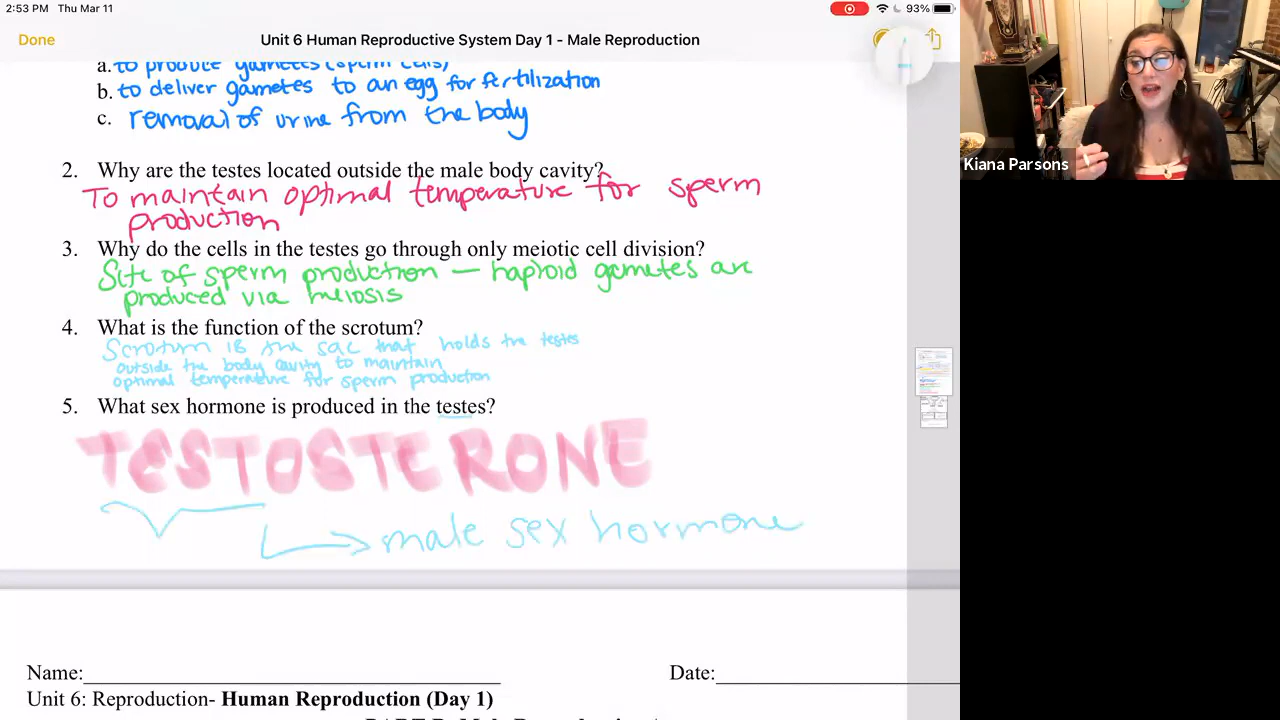 2:53 PM Thu Mar 11
93%
Done
Unit 6 Human Reproductive System Day 1 - Male Reproduction
a. to produce gametes (sperm cells)
b. to deliver gametes to an egg for fertilization
c. removal of urine from the body
Kiana Parsons
2. Why are the testes located outside the male body cavity?
To maintain optimal temperature for sperm
production
3. Why do the cells in the testes go through only meiotic cell division?
Site of sperm production — haploid gametes are
produced via meiosis
4. What is the function of the scrotum?
Scrotum is the sac that holds the testes
outside the body cavity to maintain
optimal temperature for sperm production
5. What sex hormone is produced in the testes?
TESTOSTERONE
male sex hormone
Name:
Date:
Unit 6: Reproduction- Human Reproduction (Day 1)